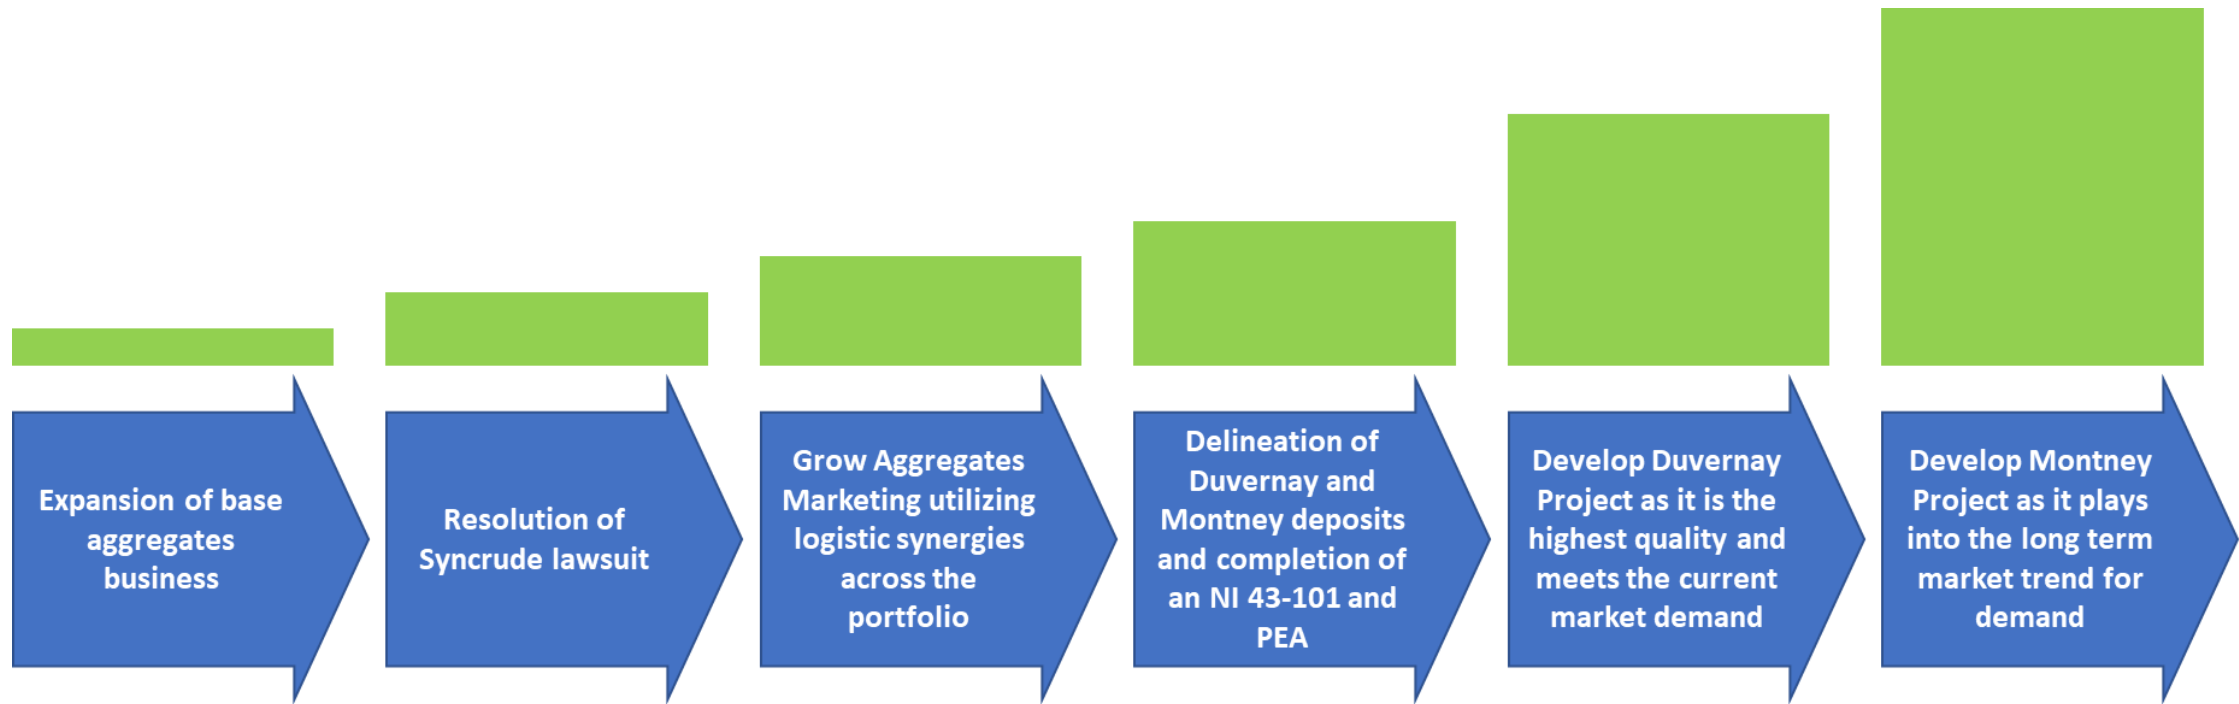 Expansion of base
aggregates
business
Resolution of
Syncrude lawsuit
Grow Aggregates
Marketing utilizing
logistic synergies
across the
portfolio
Delineation of
Duvernay and
Montney deposits
and completion of
an NI 43-101 and
PEA
Develop Duvernay
Project as it is the
highest quality and
meets the current
market demand
Develop Montney
Project as it plays
into the long term
market trend for
demand